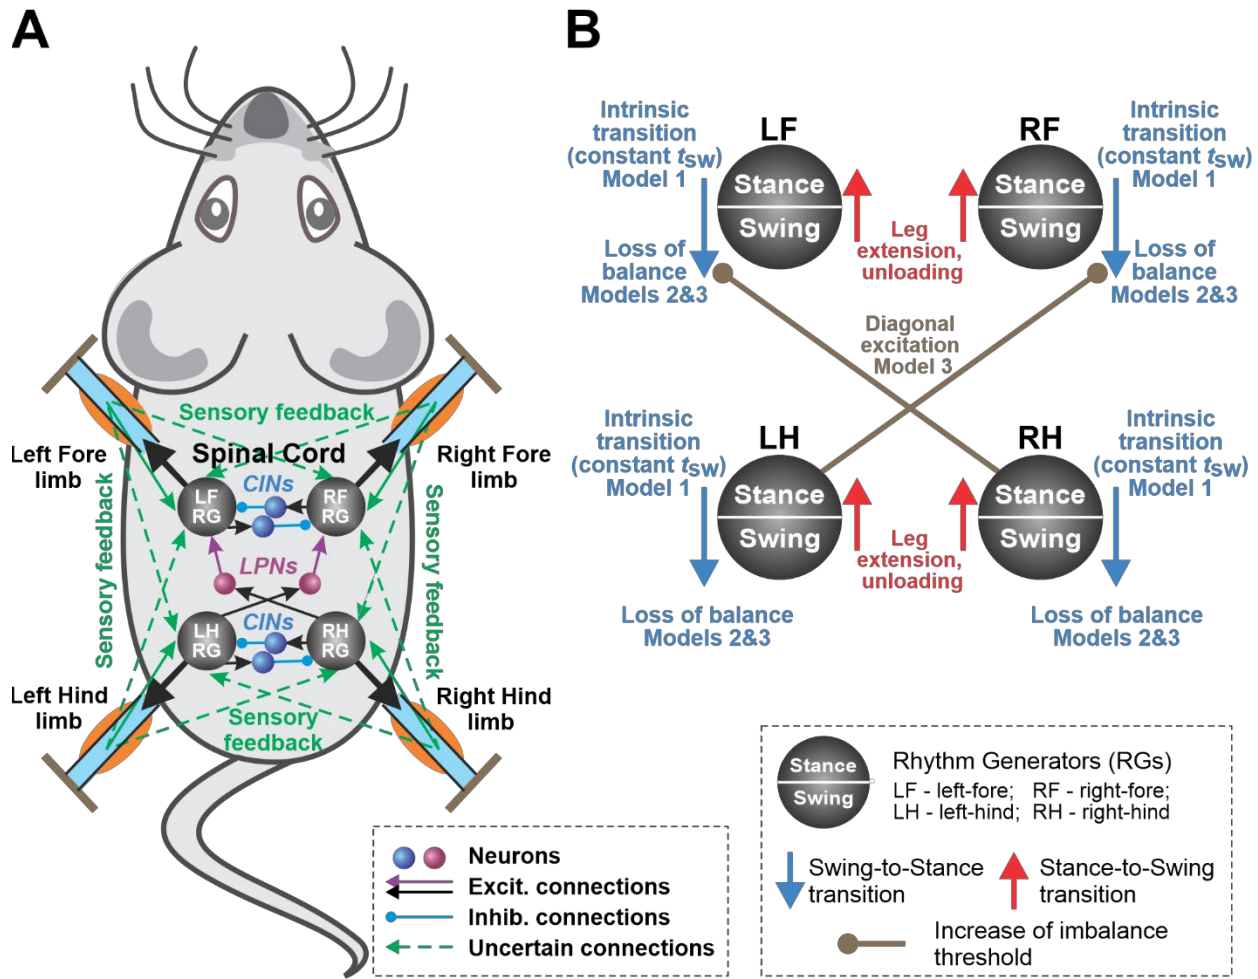 A
Sensory feedback
Left Fore
limb
Spinal Cord
Right Fore
limb
CINs
LF
RG
RF
RG
Sensory feedback
Sensory feedback
LPNs
CINs
LH
RG
RH
RG
Left Hind
limb
Right Hind
limb
Sensory
feedback
Neurons
Excit. connections
Inhib. connections
Uncertain connections
B
Intrinsic
transition
(constant tsw)
Model 1
LF
Stance
Swing
RF
Stance
Swing
Intrinsic
transition
(constant tsw)
Model 1
Loss of
balance
Models 2&3
Leg
extension,
unloading
Loss of
balance
Models 2&3
Diagonal
excitation
Model 3
Intrinsic
transition
(constant tsw)
Model 1
LH
Stance
Swing
RH
Stance
Swing
Intrinsic
transition
(constant tsw)
Model 1
Leg
extension,
unloading
Loss of balance
Models 2&3
Loss of balance
Models 2&3
Stance
Swing
Rhythm Generators (RGs)
LF - left-fore; RF - right-fore;
LH - left-hind; RH - right-hind
Swing-to-Stance
transition
Stance-to-Swing
transition
Increase of imbalance
threshold